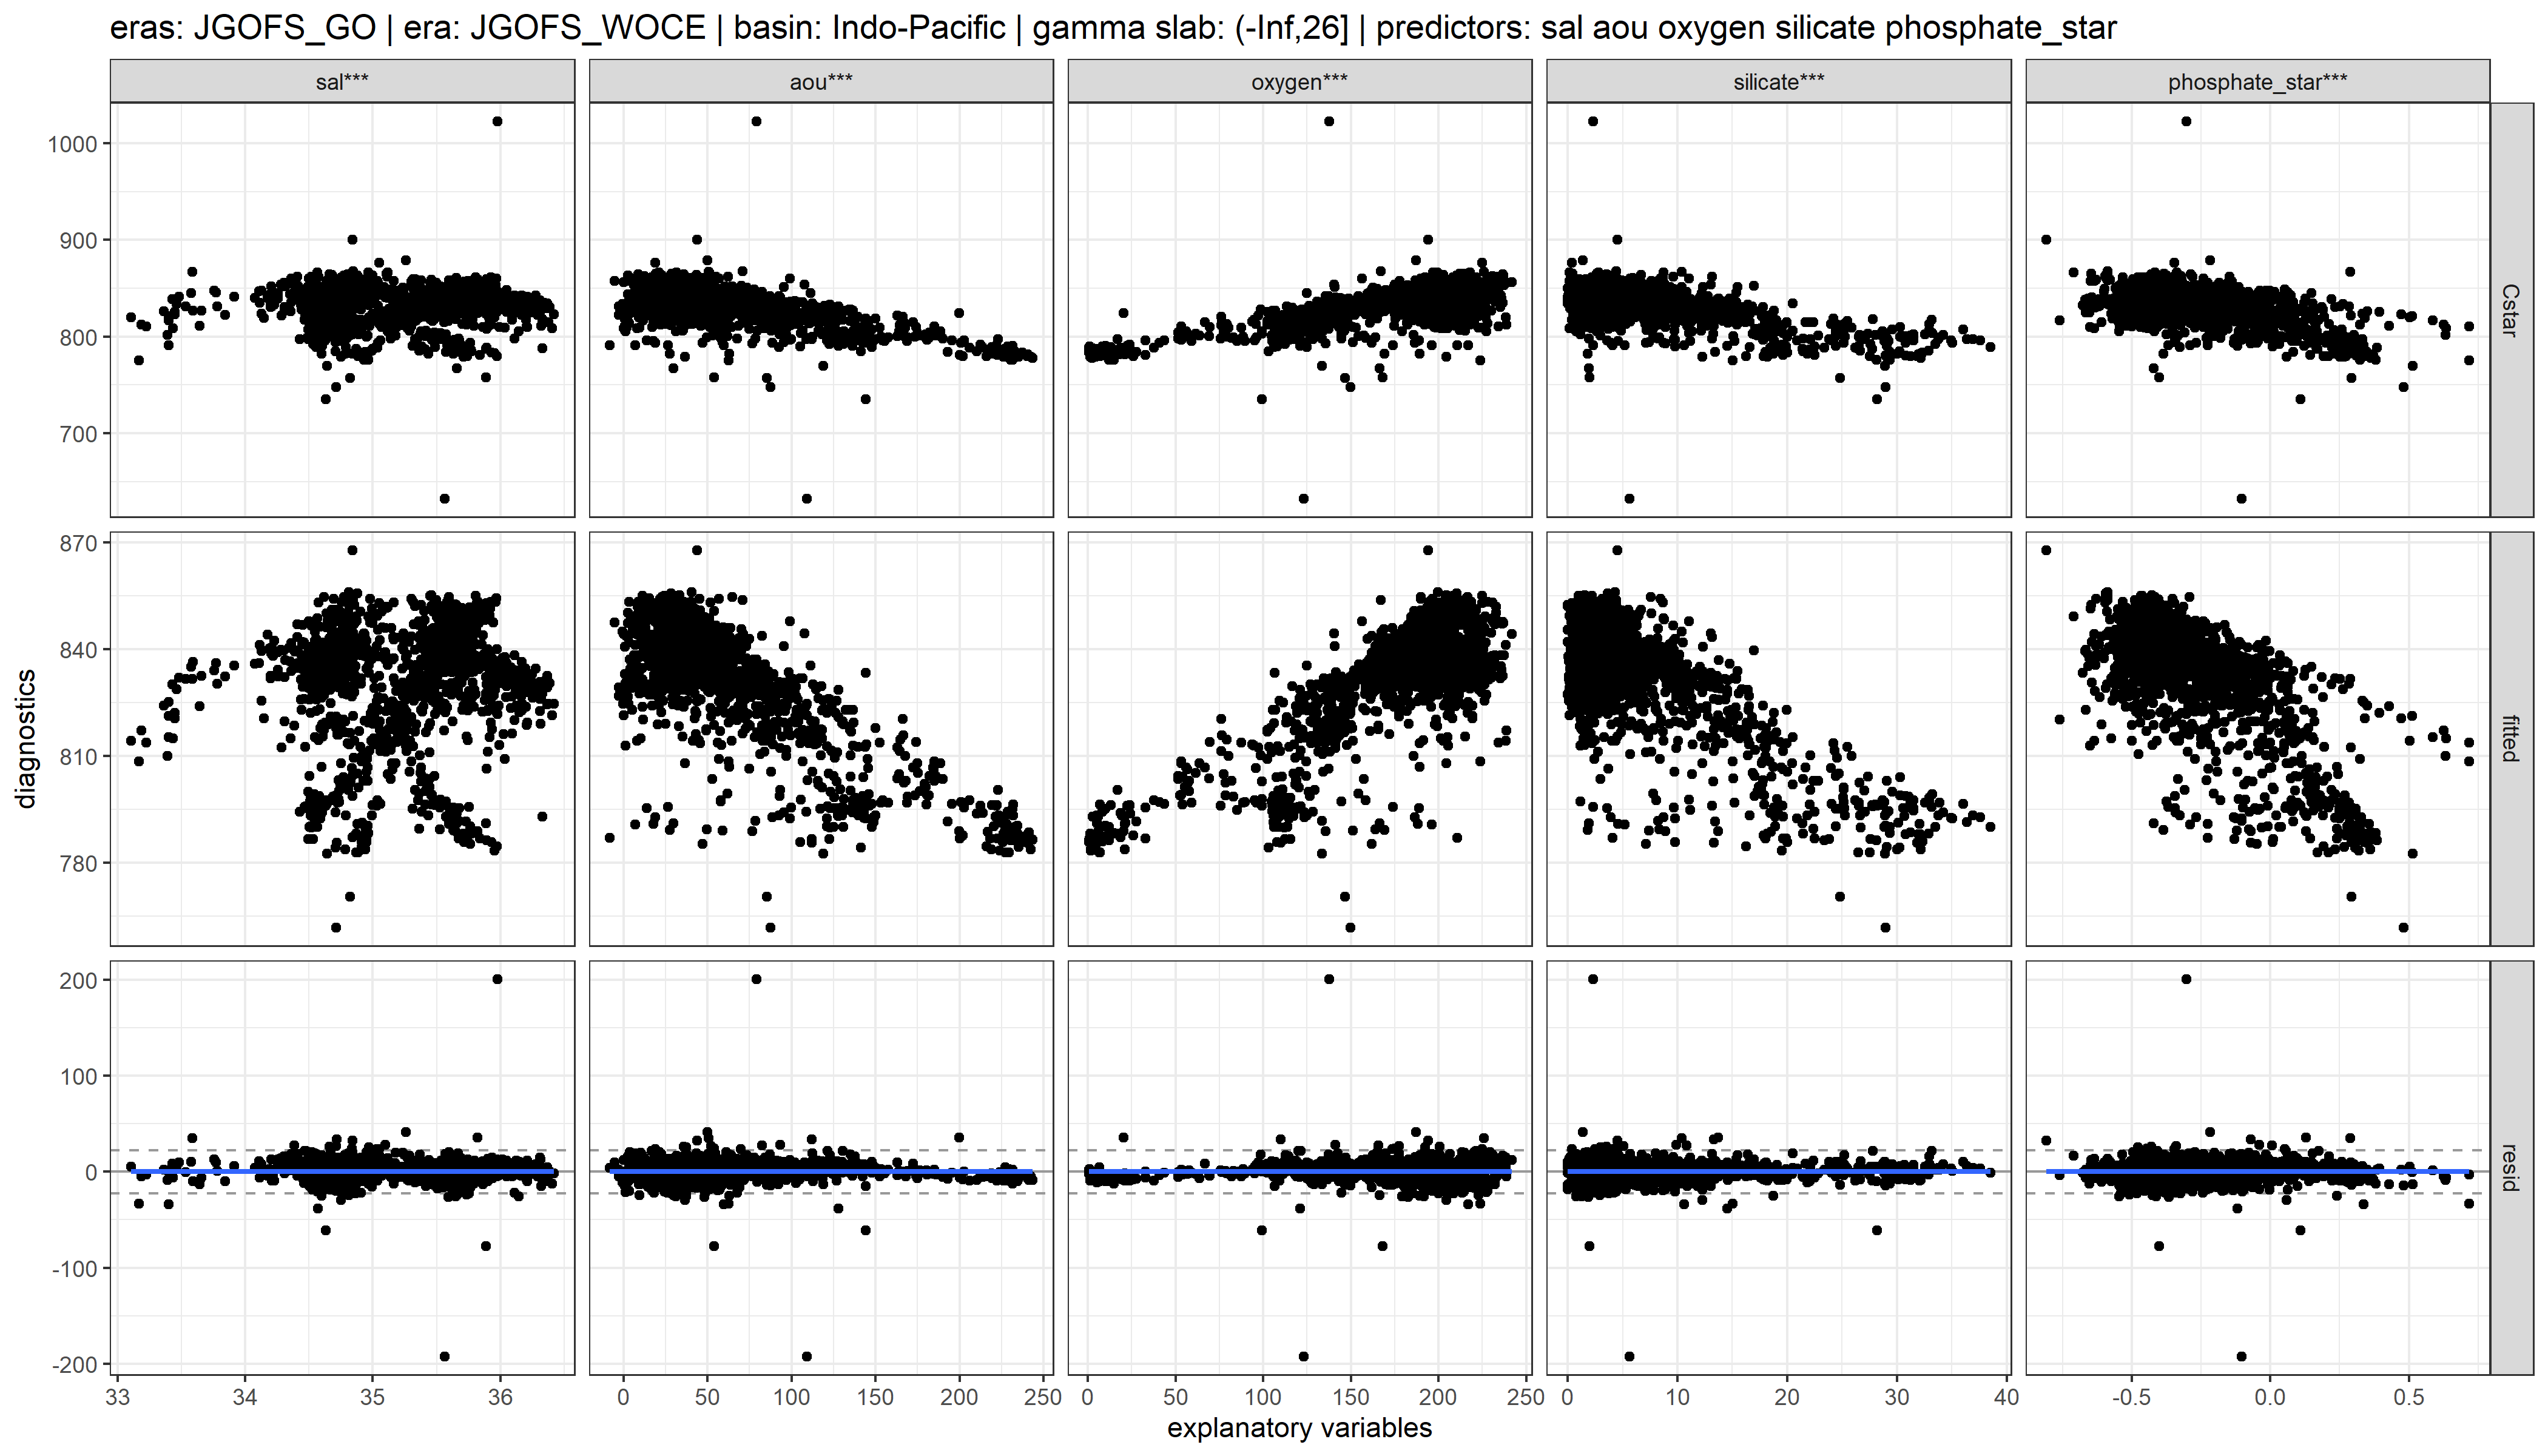 eras: JGOFS_GO | era: JGOFS_WOCE | basin: Indo-Pacific | gamma slab: (-Inf,26] | predictors: sal aou oxygen silicate phosphate_star
sal*** aou*** oxygen*** silicate*** phosphate_star***
1000
900
800
700
Cstar
870
840
810
780
fitted
diagnostics
200
100
0
-100
-200
resid
33 34 35 36 0 50 100 150 200 250 0 50 100 150 200 250 0 10 20 30 40 -0.5 0.0 0.5
explanatory variables